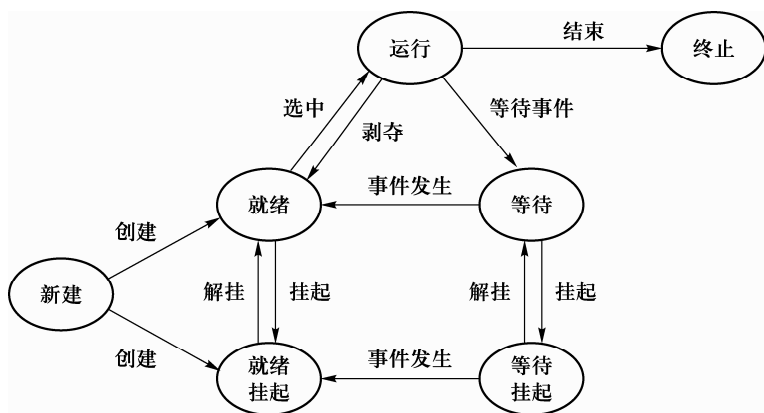 运行
结束
终止
选中
剥夺
等待事件
就绪
事件发生
等待
创建
新建
解挂
挂起
解挂
挂起
创建
就绪
挂起
事件发生
等待
挂起